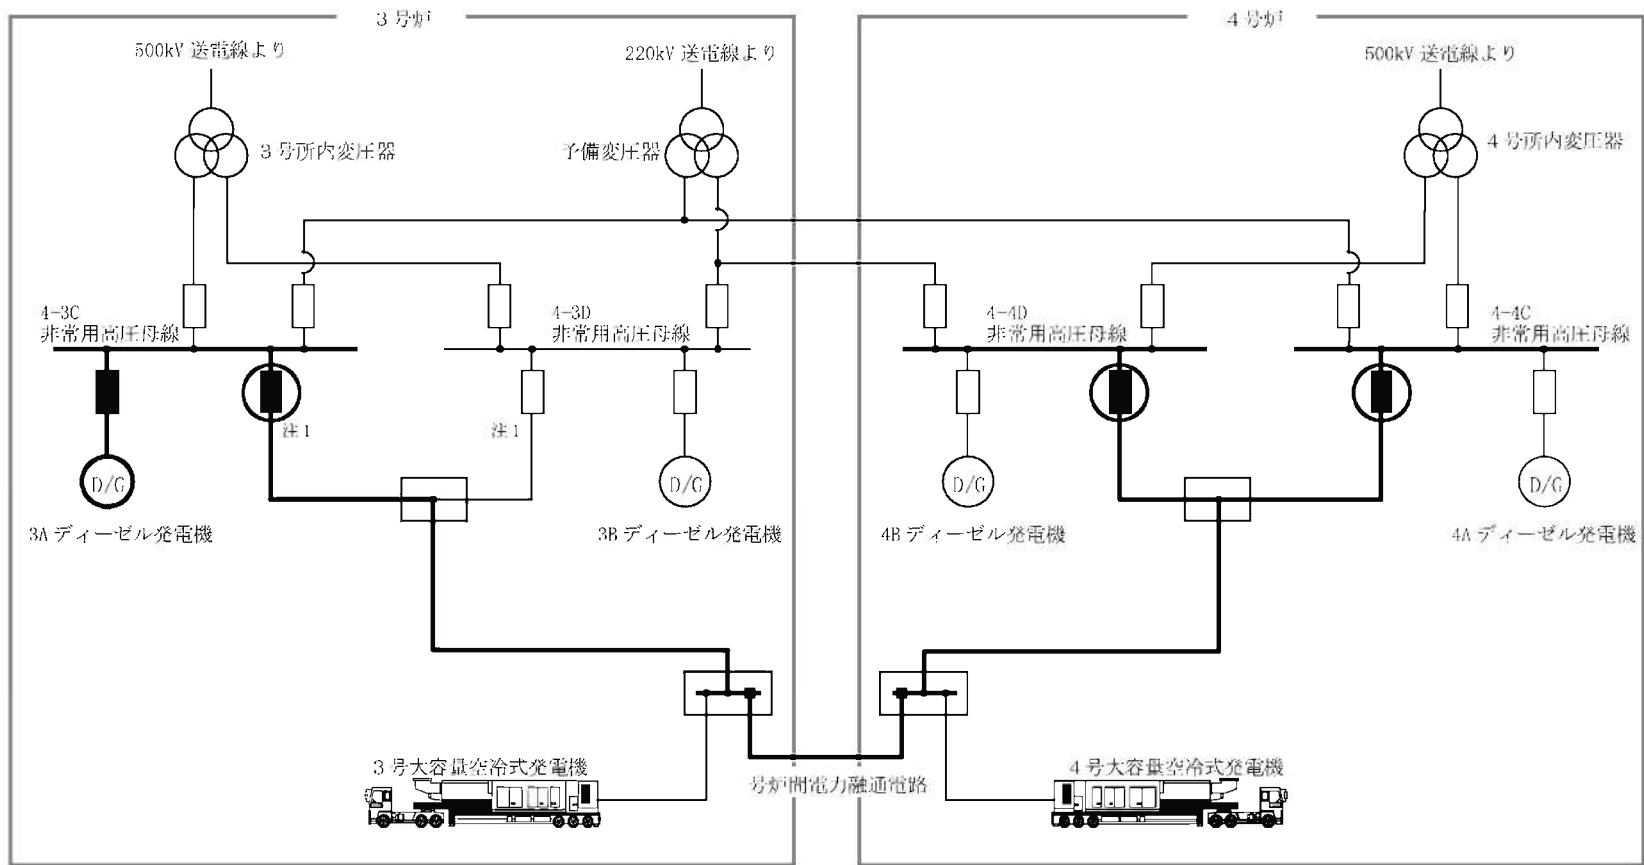 3号炉
4号炉
500kV 送電線より
220kV 送電線より
500kV 送電線より
3号所内変圧器
予備変圧器
4号所内変圧器
4-3C
非常用高圧母線
4-3D
非常用高圧母線
4-4D
非常用高圧母線
4-4C
非常用高圧母線
注1
注1
D/G
D/G
D/G
D/G
3A ディーゼル発電機
3B ディーゼル発電機
4B ディーゼル発電機
4A ディーゼル発電機
3号大容量空冷式発電機
号炉間電力融通電路
4号大容量空冷式発電機